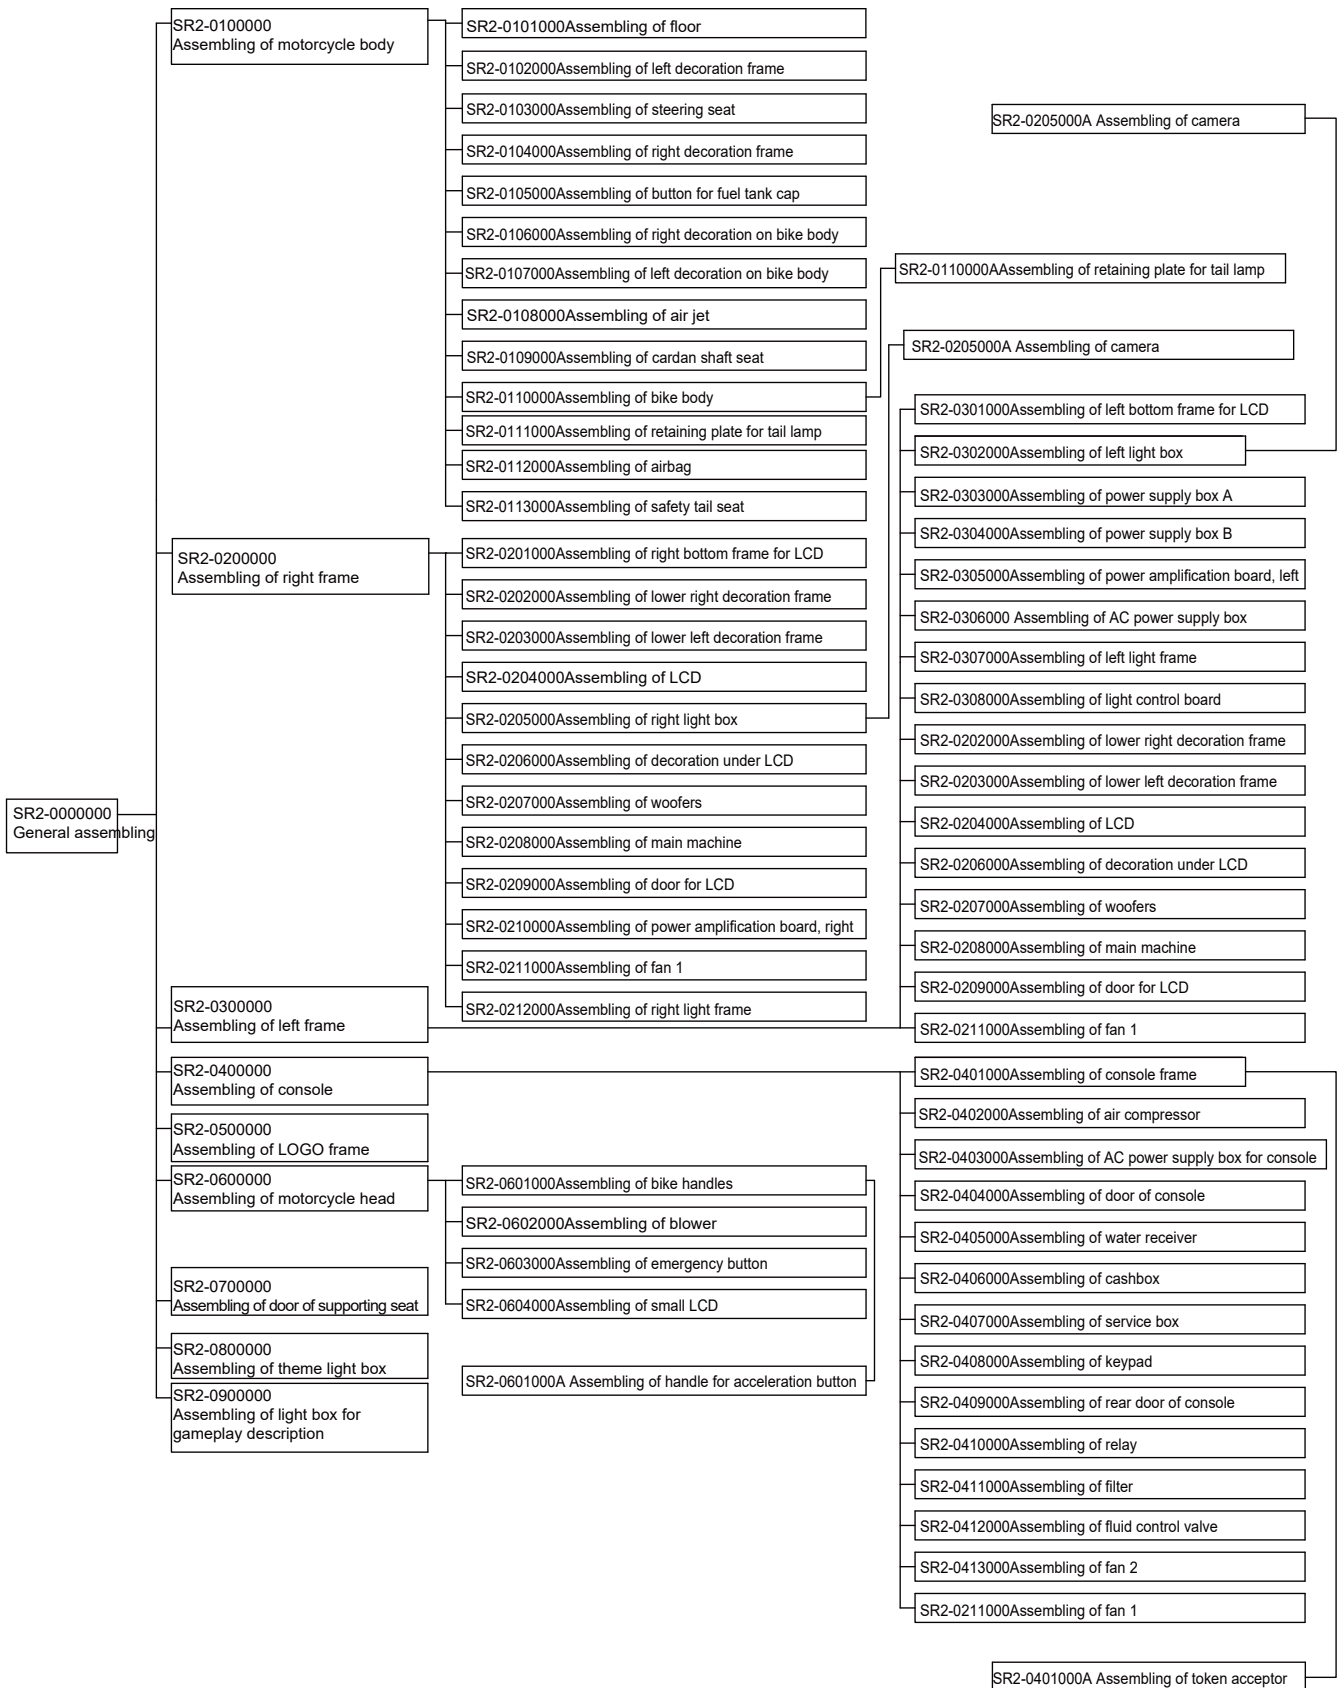 SR2-0000000
General assembling
SR2-0100000
Assembling of motorcycle body
SR2-0101000Assembling of floor
SR2-0102000Assembling of left decoration frame
SR2-0103000Assembling of steering seat
SR2-0104000Assembling of right decoration frame
SR2-0105000Assembling of button for fuel tank cap
SR2-0106000Assembling of right decoration on bike body
SR2-0107000Assembling of left decoration on bike body
SR2-0108000Assembling of air jet
SR2-0109000Assembling of cardan shaft seat
SR2-0110000Assembling of bike body
SR2-0110000AAssembling of retaining plate for tail lamp
SR2-0111000Assembling of retaining plate for tail lamp
SR2-0112000Assembling of airbag
SR2-0113000Assembling of safety tail seat
SR2-0200000
Assembling of right frame
SR2-0201000Assembling of right bottom frame for LCD
SR2-0202000Assembling of lower right decoration frame
SR2-0203000Assembling of lower left decoration frame
SR2-0204000Assembling of LCD
SR2-0205000Assembling of right light box
SR2-0205000A Assembling of camera
SR2-0206000Assembling of decoration under LCD
SR2-0207000Assembling of woofers
SR2-0208000Assembling of main machine
SR2-0209000Assembling of door for LCD
SR2-0210000Assembling of power amplification board, right
SR2-0211000Assembling of fan 1
SR2-0212000Assembling of right light frame
SR2-0300000
Assembling of left frame
SR2-0301000Assembling of left bottom frame for LCD
SR2-0302000Assembling of left light box
SR2-0205000A Assembling of camera
SR2-0303000Assembling of power supply box A
SR2-0304000Assembling of power supply box B
SR2-0305000Assembling of power amplification board, left
SR2-0306000 Assembling of AC power supply box
SR2-0307000Assembling of left light frame
SR2-0308000Assembling of light control board
SR2-0202000Assembling of lower right decoration frame
SR2-0203000Assembling of lower left decoration frame
SR2-0204000Assembling of LCD
SR2-0206000Assembling of decoration under LCD
SR2-0207000Assembling of woofers
SR2-0208000Assembling of main machine
SR2-0209000Assembling of door for LCD
SR2-0211000Assembling of fan 1
SR2-0400000
Assembling of console
SR2-0401000Assembling of console frame
SR2-0402000Assembling of air compressor
SR2-0403000Assembling of AC power supply box for console
SR2-0404000Assembling of door of console
SR2-0405000Assembling of water receiver
SR2-0406000Assembling of cashbox
SR2-0407000Assembling of service box
SR2-0408000Assembling of keypad
SR2-0409000Assembling of rear door of console
SR2-0410000Assembling of relay
SR2-0411000Assembling of filter
SR2-0412000Assembling of fluid control valve
SR2-0413000Assembling of fan 2
SR2-0211000Assembling of fan 1
SR2-0401000A Assembling of token acceptor
SR2-0500000
Assembling of LOGO frame
SR2-0600000
Assembling of motorcycle head
SR2-0601000Assembling of bike handles
SR2-0602000Assembling of blower
SR2-0603000Assembling of emergency button
SR2-0604000Assembling of small LCD
SR2-0601000A Assembling of handle for acceleration button
SR2-0700000
Assembling of door of supporting seat
SR2-0800000
Assembling of theme light box
SR2-0900000
Assembling of light box for
gameplay description